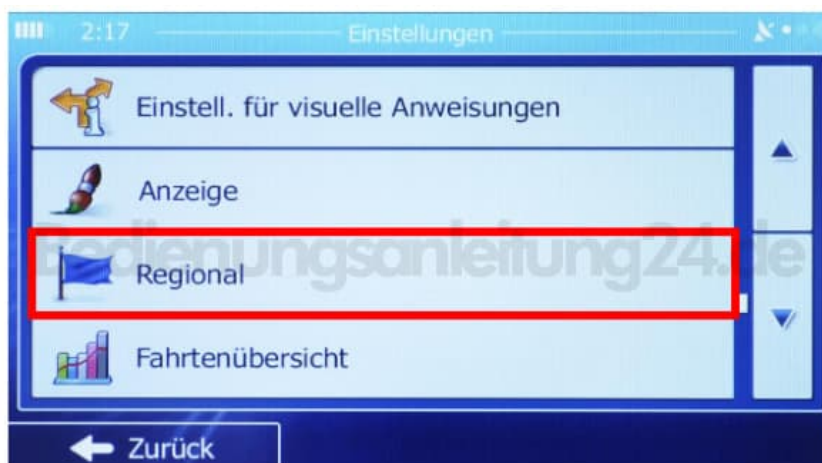 2:17 Einstellungen
Einstell. für visuelle Anweisungen
Anzeige
Bedienungsanleitung24.de
Regional
Fahrtenübersicht
Zurück